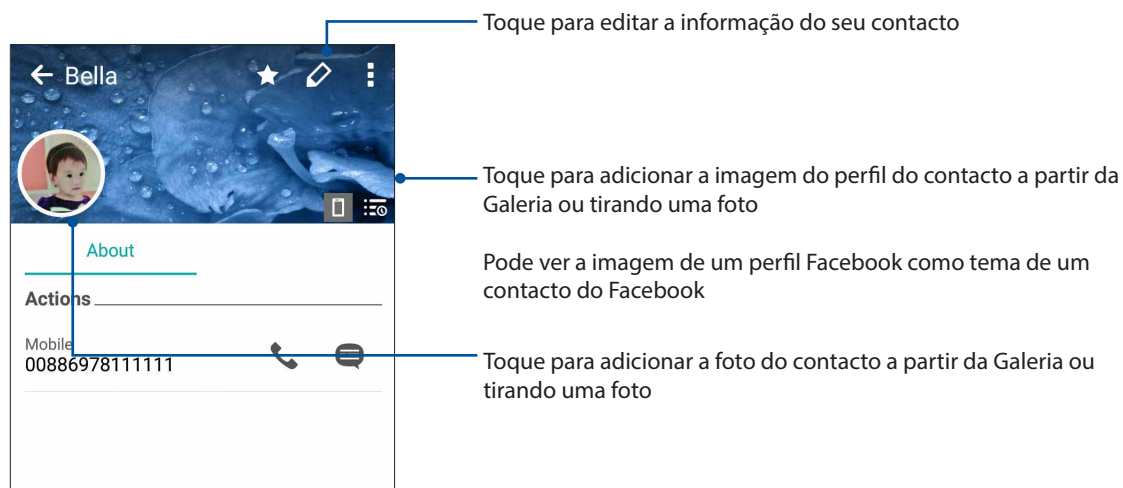 Toque para editar a informação do seu contacto
Bella
Toque para adicionar a imagem do perfil do contacto a partir da
Galeria ou tirando uma foto
About
Pode ver a imagem de um perfil Facebook como tema de um
contacto do Facebook
Actions
Mobile
00886978111111
Toque para adicionar a foto do contacto a partir da Galeria ou
tirando uma foto